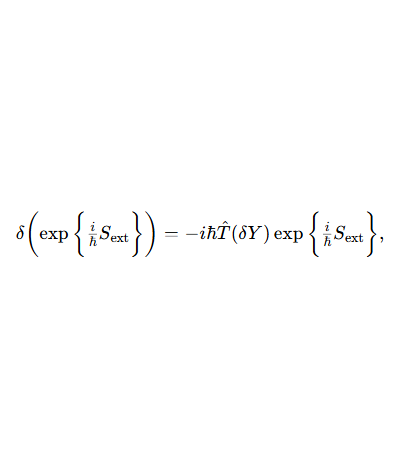 δ(exp{i/ħ S_ext}) = −iħT̂(δY) exp{i/ħ S_ext},